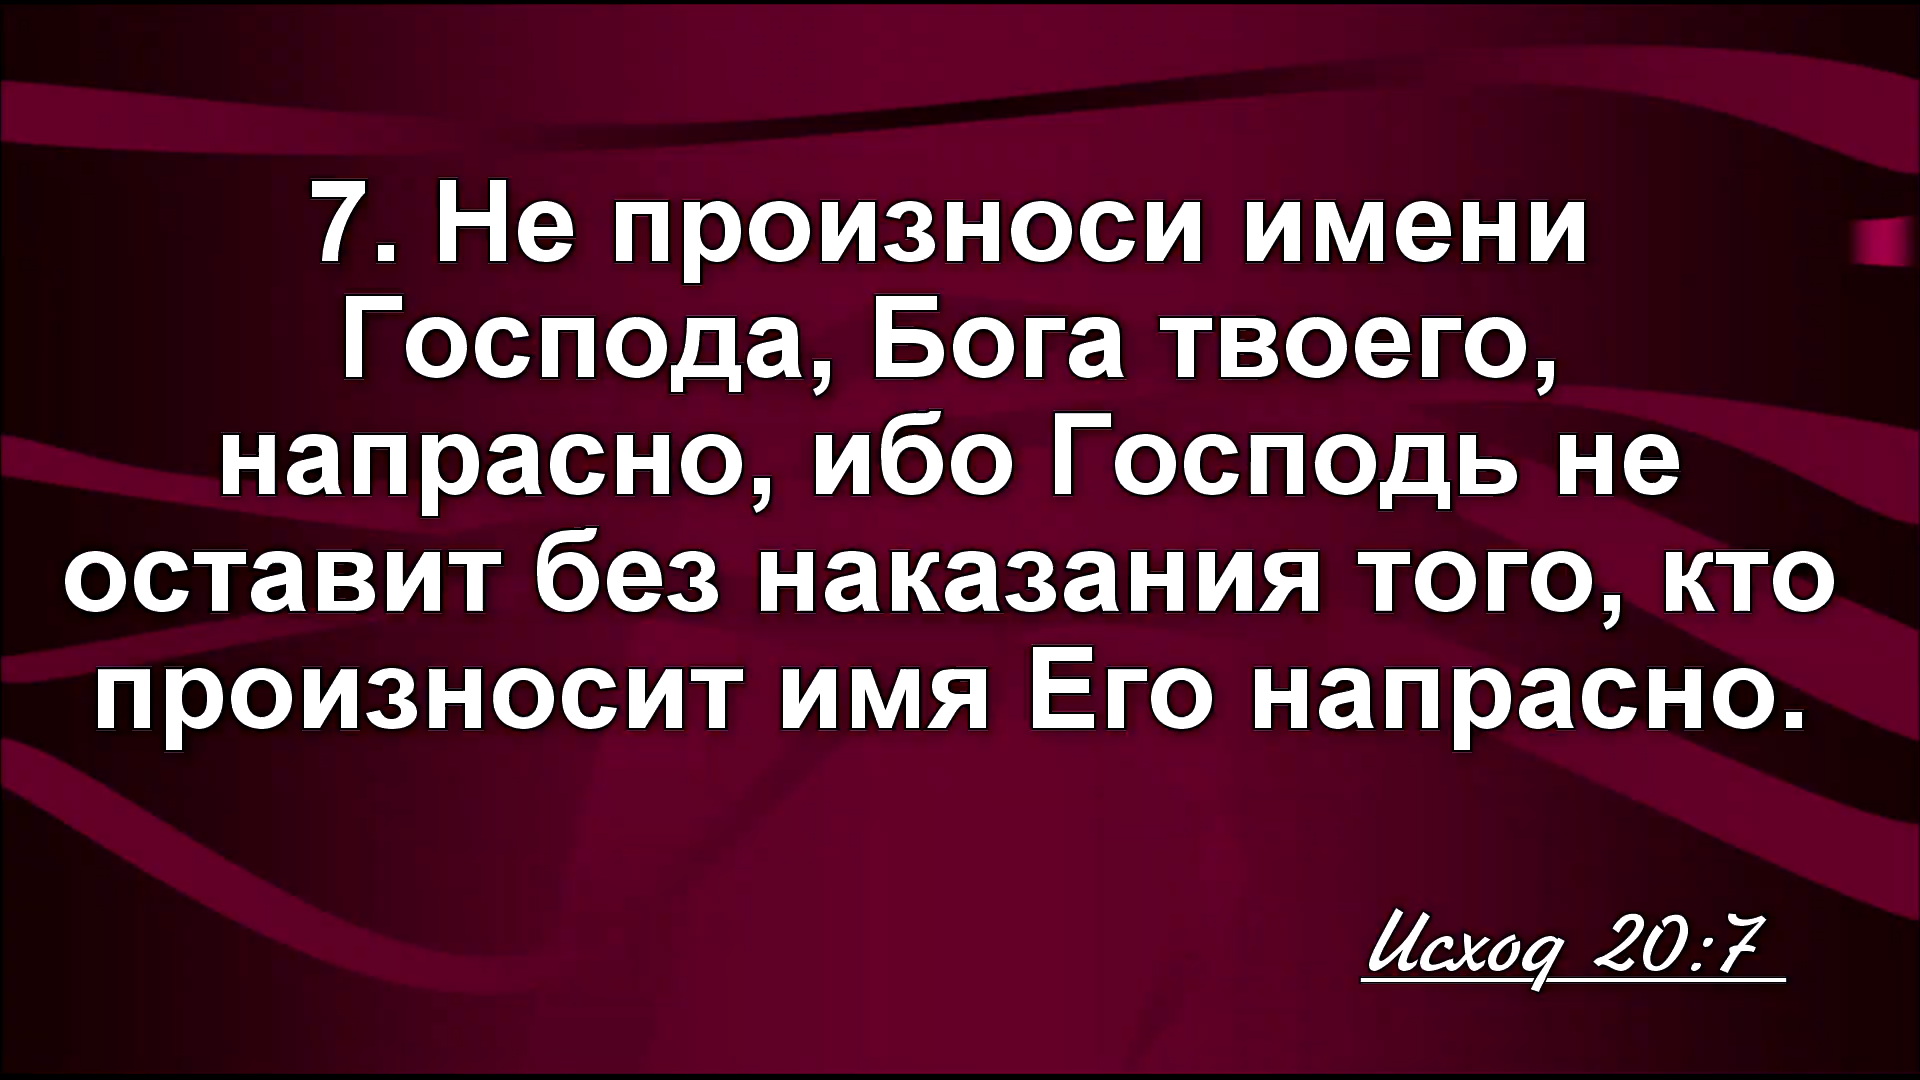 7. Не произноси имени
Господа, Бога твоего,
напрасно, ибо Господь не
оставит без наказания того, кто
произносит имя Его напрасно.
Исход 20:7